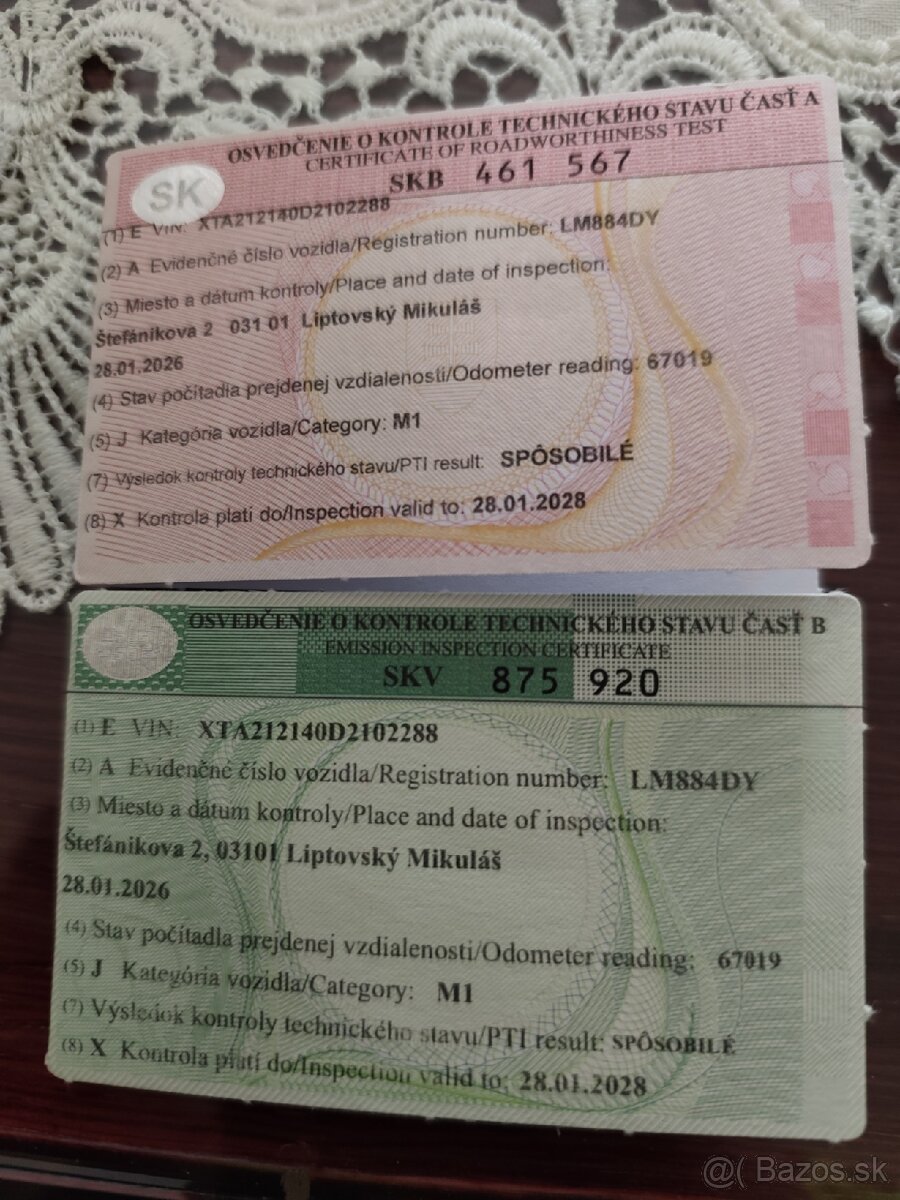 OSVEDČENIE O KONTROLE TECHNICKÉHO STAVU ČASŤ A
CERTIFICATE OF ROADWORTHINESS TEST
SK
SKB 461 567
(1) E VIN: XTA212140D2102288
(2) A Evidenčné číslo vozidla/Registration number: LM884DY
(3) Miesto a dátum kontroly/Place and date of inspection:
Štefánikova 2 031 01 Liptovský Mikuláš
28.01.2026
(4) Stav počítadla prejdenej vzdialenosti/Odometer reading: 67019
(5) J Kategória vozidla/Category: M1
(7) Výsledok kontroly technického stavu/PTI result: SPÔSOBILÉ
(8) X Kontrola platí do/Inspection valid to: 28.01.2028
OSVEDČENIE O KONTROLE TECHNICKÉHO STAVU ČASŤ B
EMISSION INSPECTION CERTIFICATE
SKV 875 920
(1) E VIN: XTA212140D2102288
(2) A Evidenčné číslo vozidla/Registration number: LM884DY
(3) Miesto a dátum kontroly/Place and date of inspection:
Štefánikova 2, 03101 Liptovský Mikuláš
28.01.2026
(4) Stav počítadla prejdenej vzdialenosti/Odometer reading: 67019
(5) J Kategória vozidla/Category: M1
(7) Výsledok kontroly technického stavu/PTI result: SPÔSOBILÉ
(8) X Kontrola platí do/Inspection valid to: 28.01.2028
@( Bazos.sk